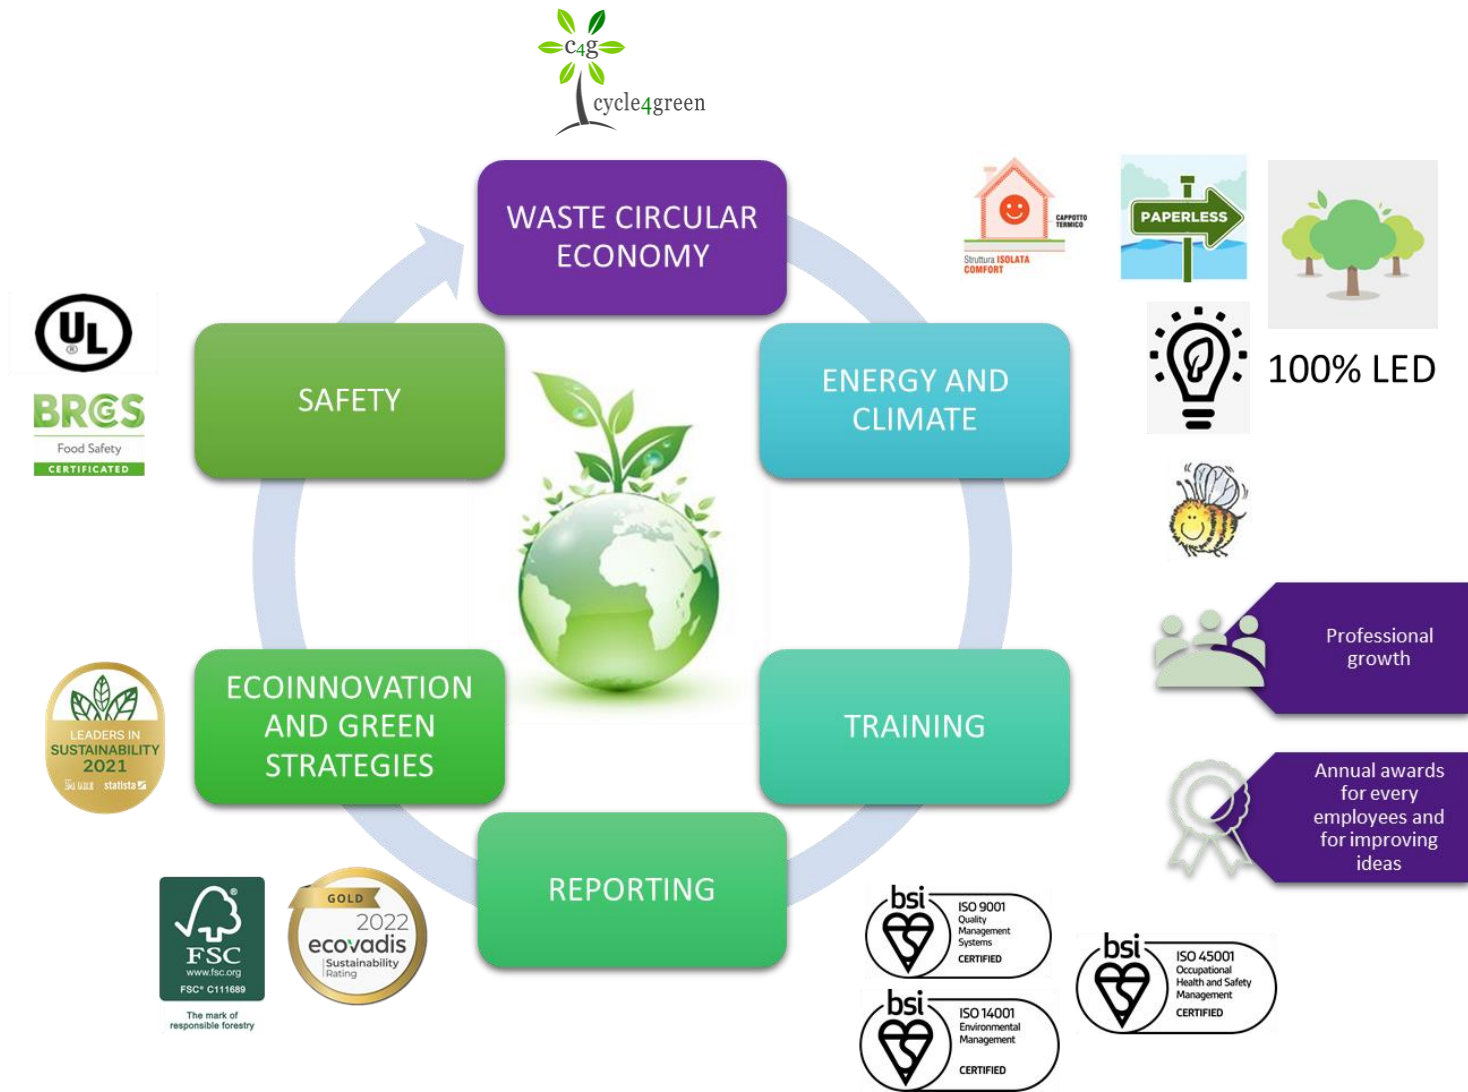 c4g
cycle4green
WASTE CIRCULAR
ECONOMY
CAPPOTTO
TERMICO
Struttura ISOLATA
COMFORT
PAPERLESS
100% LED
ENERGY AND
CLIMATE
UL
®
BRCGS
Food Safety
CERTIFICATED
SAFETY
Professional
growth
TRAINING
Annual awards
for every
employees and
for improving
ideas
ECOINNOVATION
AND GREEN
STRATEGIES
LEADERS IN
SUSTAINABILITY
2021
statista
REPORTING
FSC
®
www.fsc.org
FSC® C111689
The mark of
responsible forestry
GOLD
2022
ecovadis
Sustainability
Rating
bsi
ISO 9001
Quality
Management
Systems
CERTIFIED
bsi
ISO 14001
Environmental
Management
CERTIFIED
bsi
ISO 45001
Occupational
Health and Safety
Management
CERTIFIED